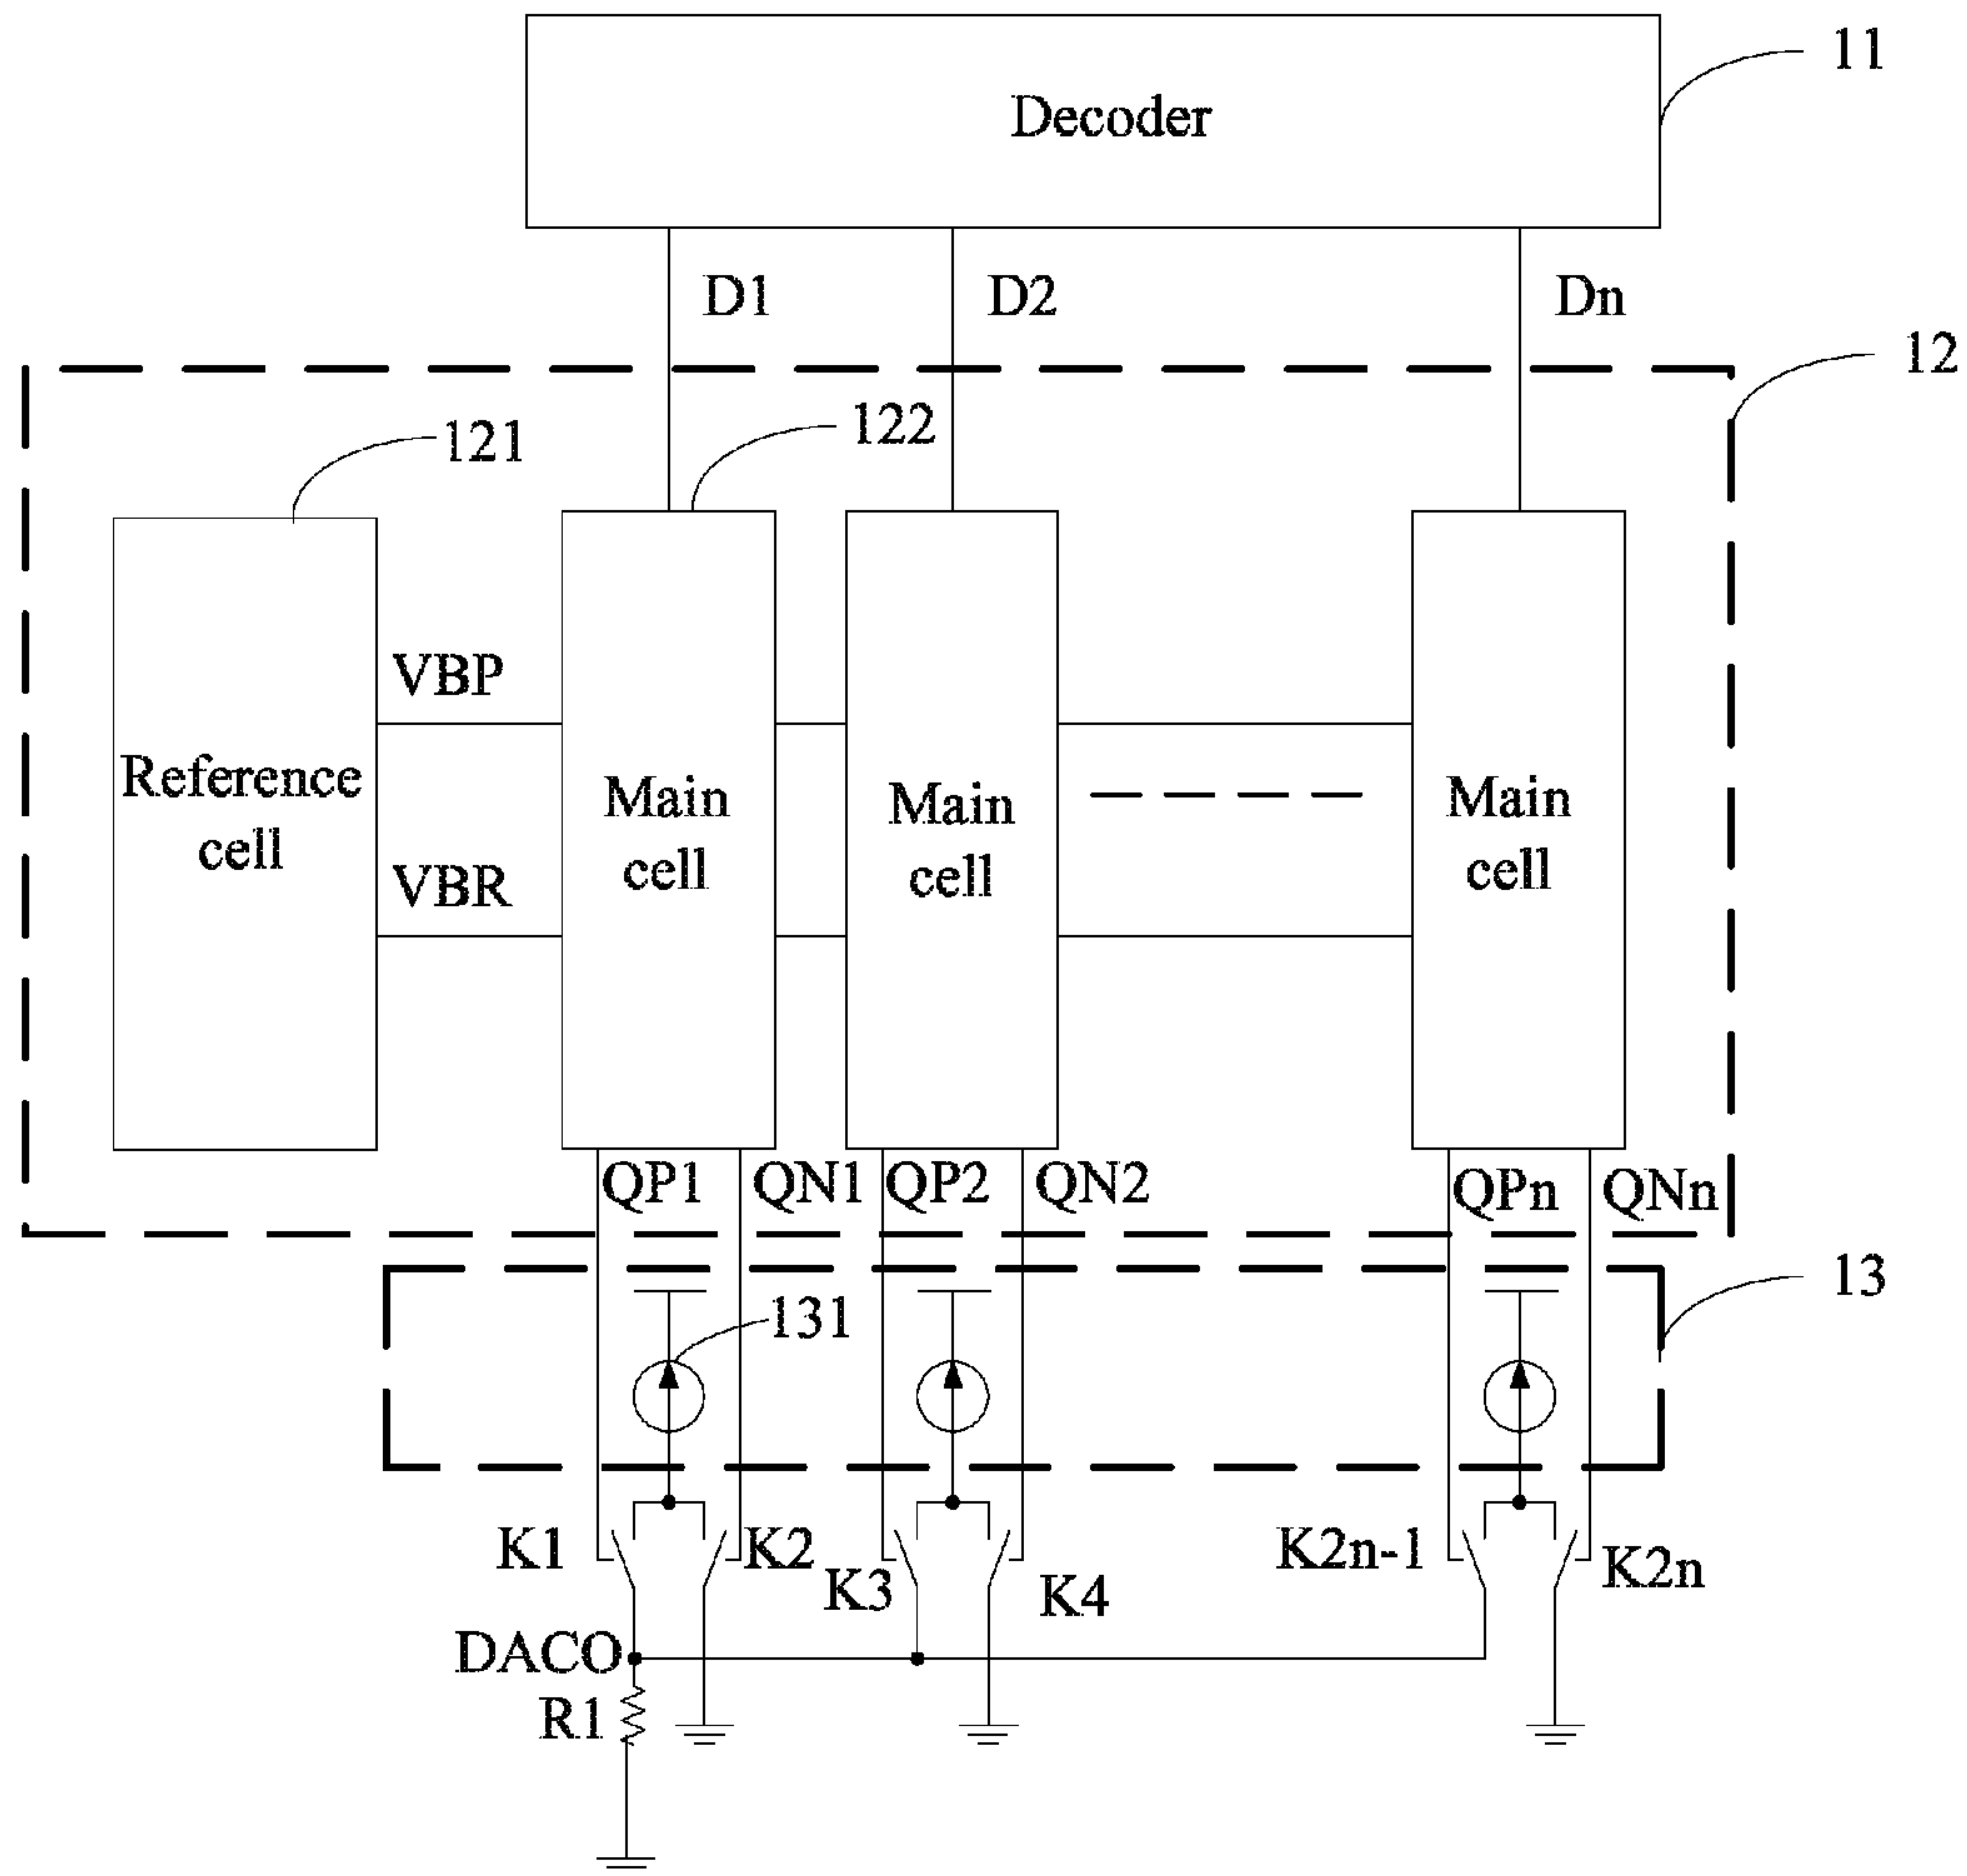 Decoder
11
D1
D2
Dn
12
121
122
VBP
Reference
cell
Main
cell
Main
cell
Main
cell
VBR
QP1
QN1
QP2
QN2
QPn
QNn
13
131
K1
K2
K3
K4
K2n-1
K2n
DACO
R1